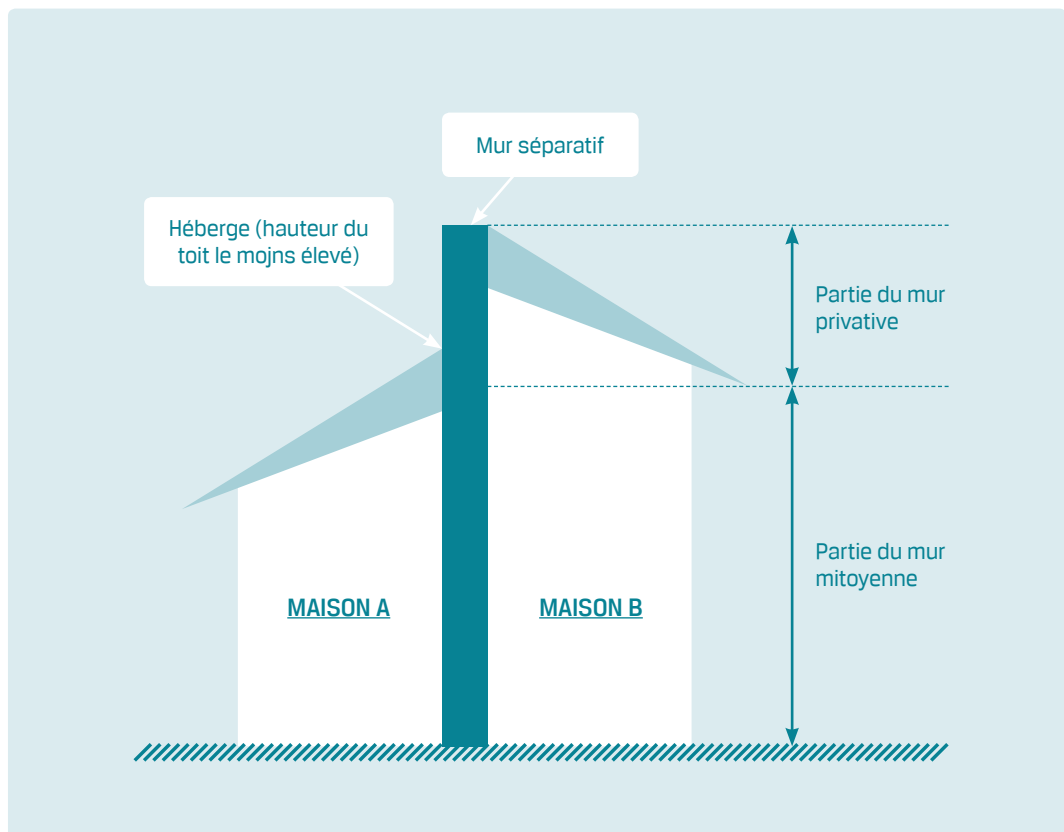 Mur séparatif
Héberge (hauteur du
toit le mojns élevé)
Partie du mur
privative
Partie du mur
mitoyenne
MAISON A
MAISON B